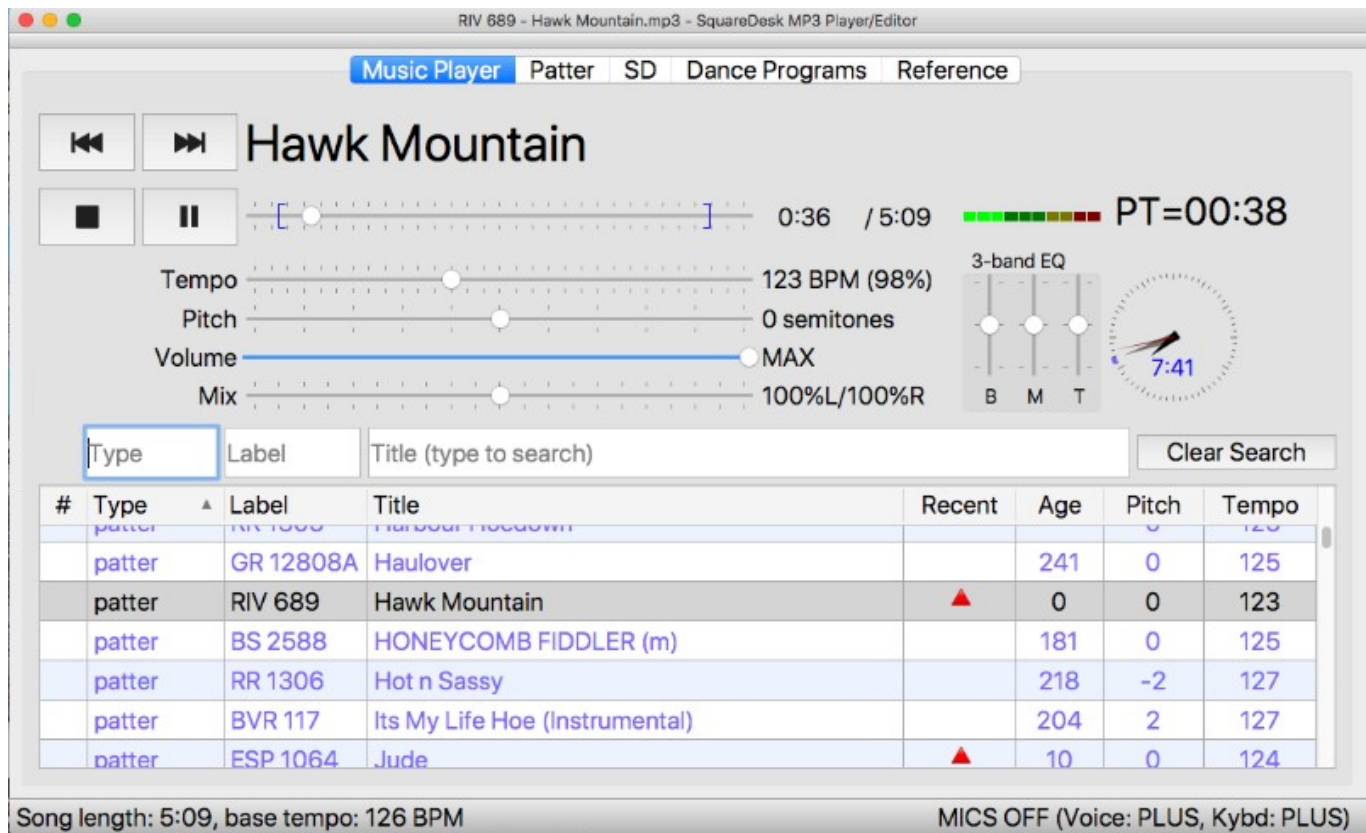 RIV 689 - Hawk Mountain.mp3 - SquareDesk MP3 Player/Editor
Music Player Patter SD Dance Programs Reference
Hawk Mountain
0:36 / 5:09 PT=00:38
3-band EQ
Tempo 123 BPM (98%)
Pitch 0 semitones
Volume MAX
7:41
Mix 100%L/100%R B M T
Type Label Title (type to search) Clear Search
# Type Label Title Recent Age Pitch Tempo
patter GR 12808A Haulover 241 0 125
patter RIV 689 Hawk Mountain 0 0 123
patter BS 2588 HONEYCOMB FIDDLER (m) 181 0 125
patter RR 1306 Hot n Sassy 218 -2 127
patter BVR 117 Its My Life Hoe (Instrumental) 204 2 127
patter ESP 1064 Jude 10 0 124
Song length: 5:09, base tempo: 126 BPM MICS OFF (Voice: PLUS, Kybd: PLUS)